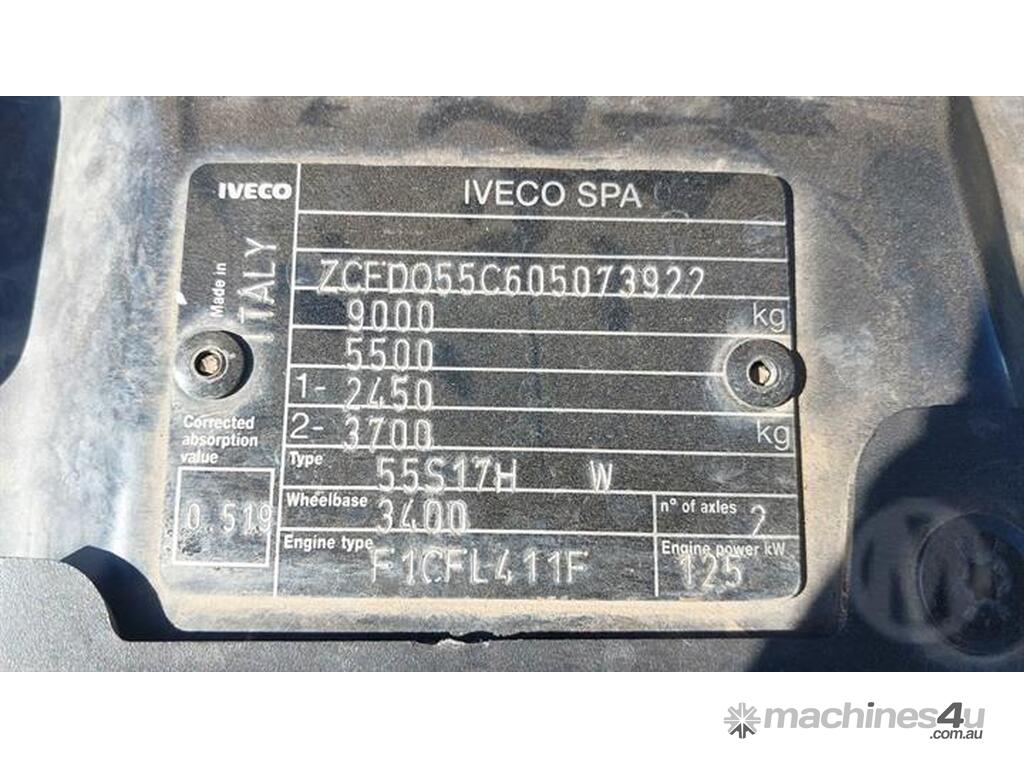 IVECO
IVECO SPA
Made in
ITALY
ZCFD055C605073922
9000 kg
5500
1- 2450
2- 3700 kg
Corrected
absorption
value
0.519
Type
55S17H W
Wheelbase 3400
n° of axles 2
Engine type F1CFL411F
Engine power kW
125
M
machines4u
.com.au